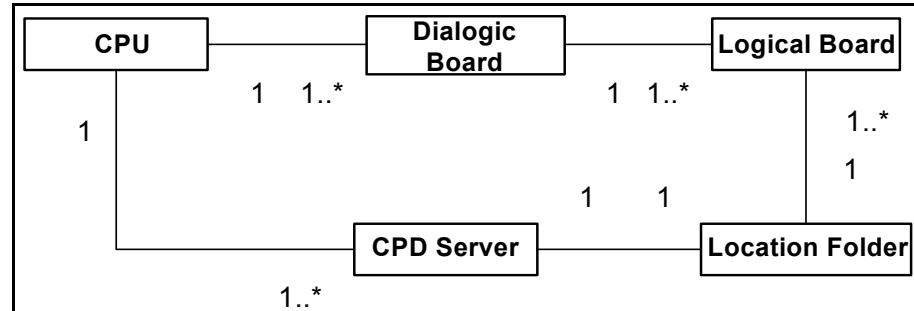 CPU
Dialogic
Board
Logical Board
1 1..*
1 1..*
1
1..*
1
1 1
CPD Server
Location Folder
1..*